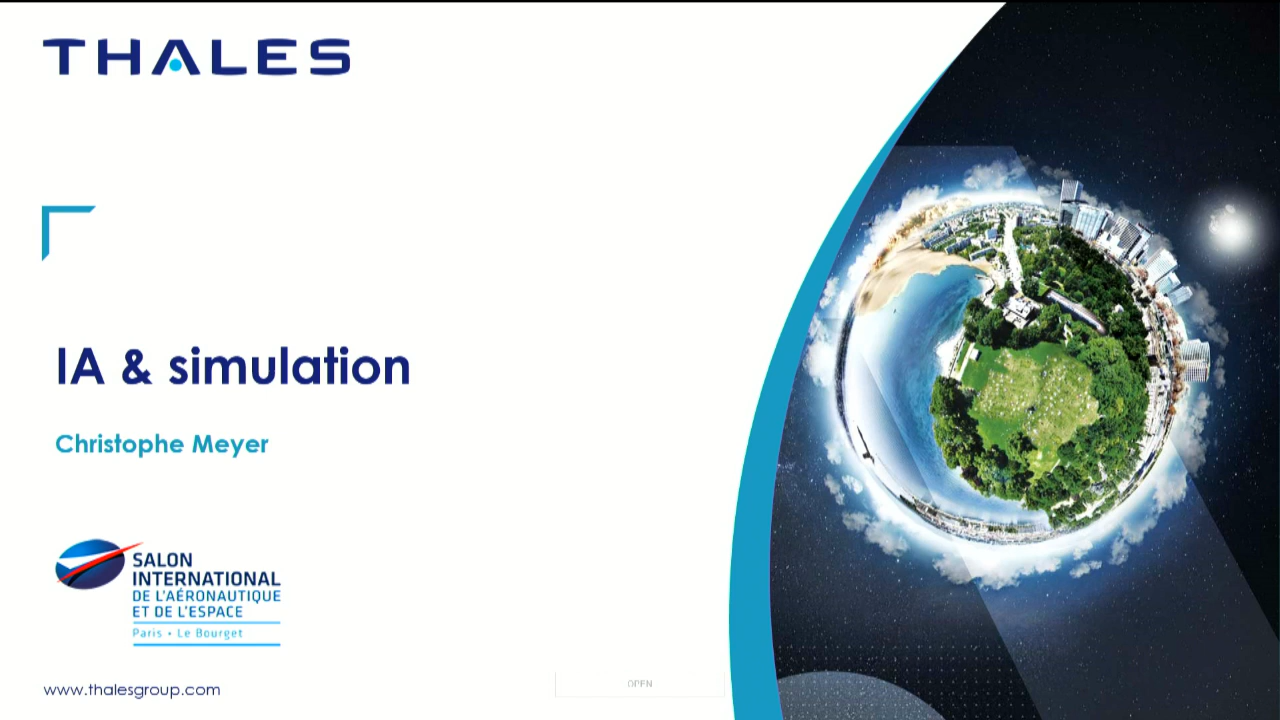 THALES
IA & simulation
Christophe Meyer
SALON
INTERNATIONAL
DE L'AÉRONAUTIQUE
ET DE L'ESPACE
Paris • Le Bourget
www.thalesgroup.com
OPEN